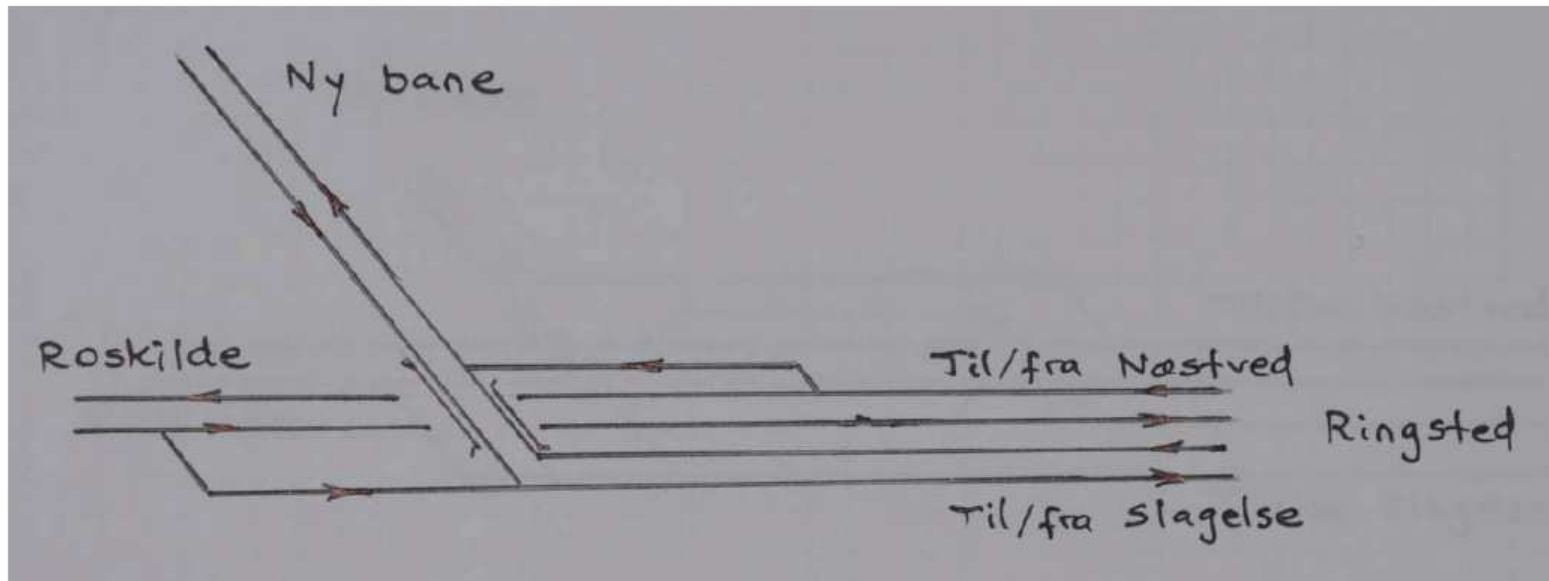 Ny bane
Roskilde
Til/fra Næstved
Ringsted
Til/fra Slagelse